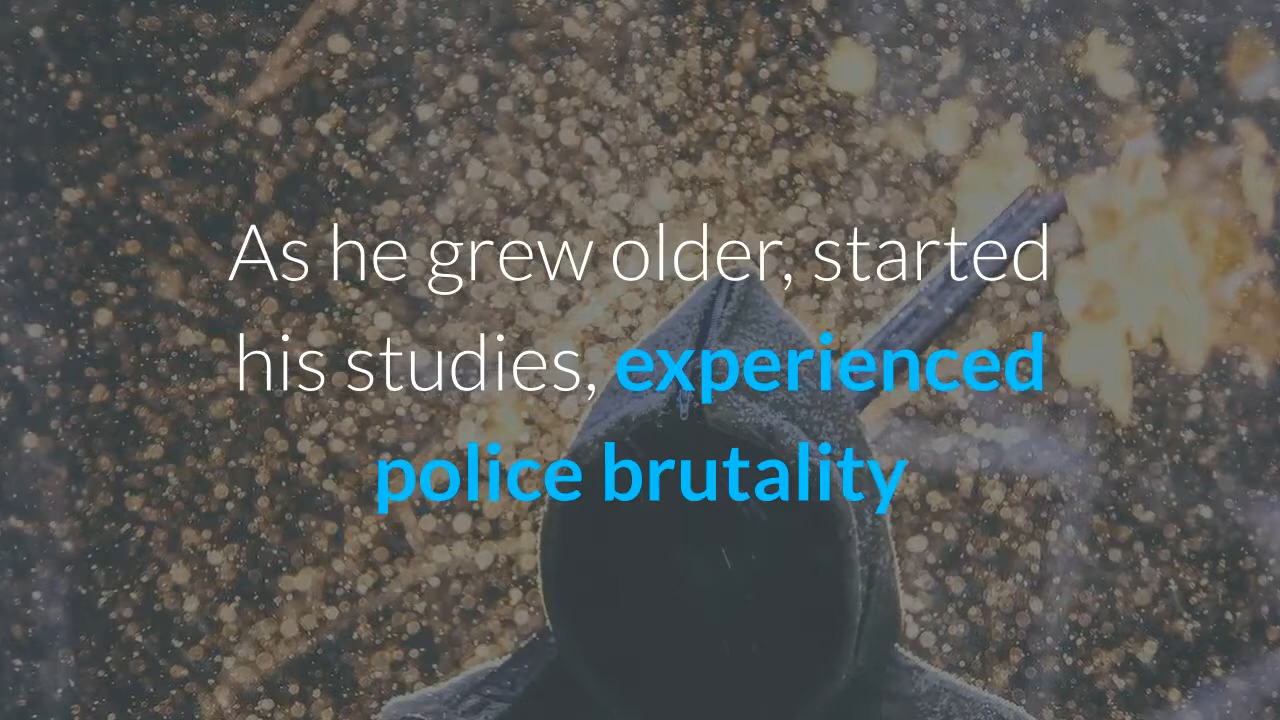 As he grew older, started
his studies, experienced
police brutality